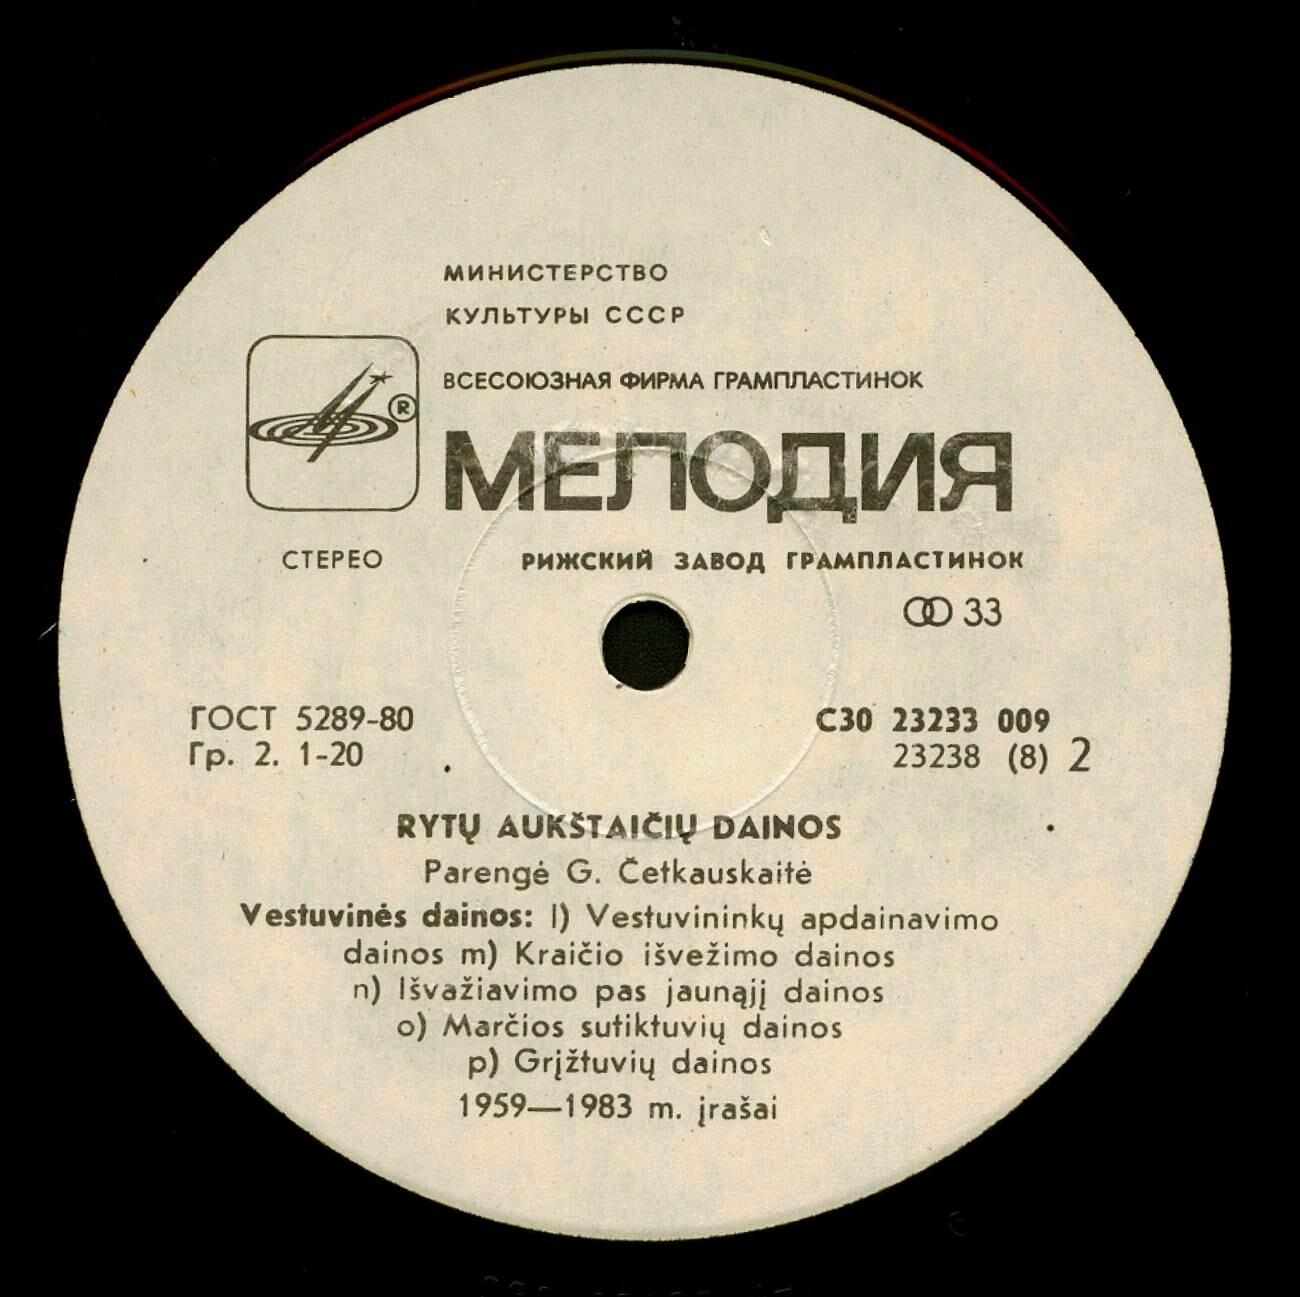 МИНИСТЕРСТВО
КУЛЬТУРЫ СССР
ВСЕСОЮЗНАЯ ФИРМА ГРАМПЛАСТИНОК
®
МЕЛОДИЯ
СТЕРЕО
РИЖСКИЙ ЗАВОД ГРАМПЛАСТИНОК
33
ГОСТ 5289-80
Гр. 2. 1-20
С30 23233 009
23238 (8) 2
RYTŲ AUKŠTAIČIŲ DAINOS
Parengė G. Četkauskaitė
Vestuvinės dainos: l) Vestuvininkų apdainavimo
dainos m) Kraičio išvežimo dainos
n) Išvažiavimo pas jaunąjį dainos
o) Marčios sutiktuvių dainos
p) Grįžtuvių dainos
1959—1983 m. įrašai